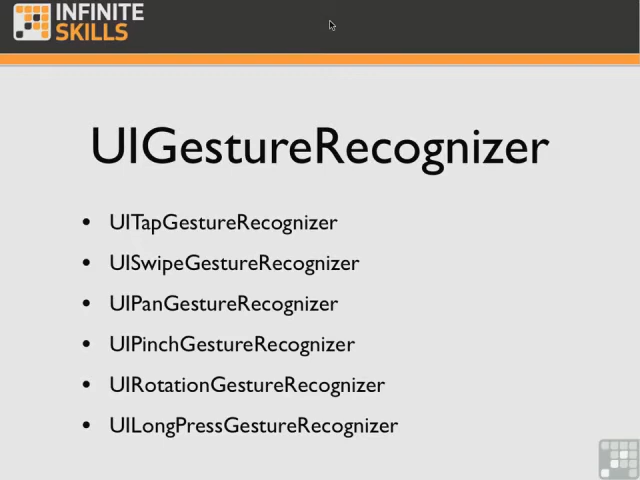 INFINITE
SKILLS
UIGestureRecognizer
• UITapGestureRecognizer
• UISwipeGestureRecognizer
• UIPanGestureRecognizer
• UIPinchGestureRecognizer
• UIRotationGestureRecognizer
• UILongPressGestureRecognizer